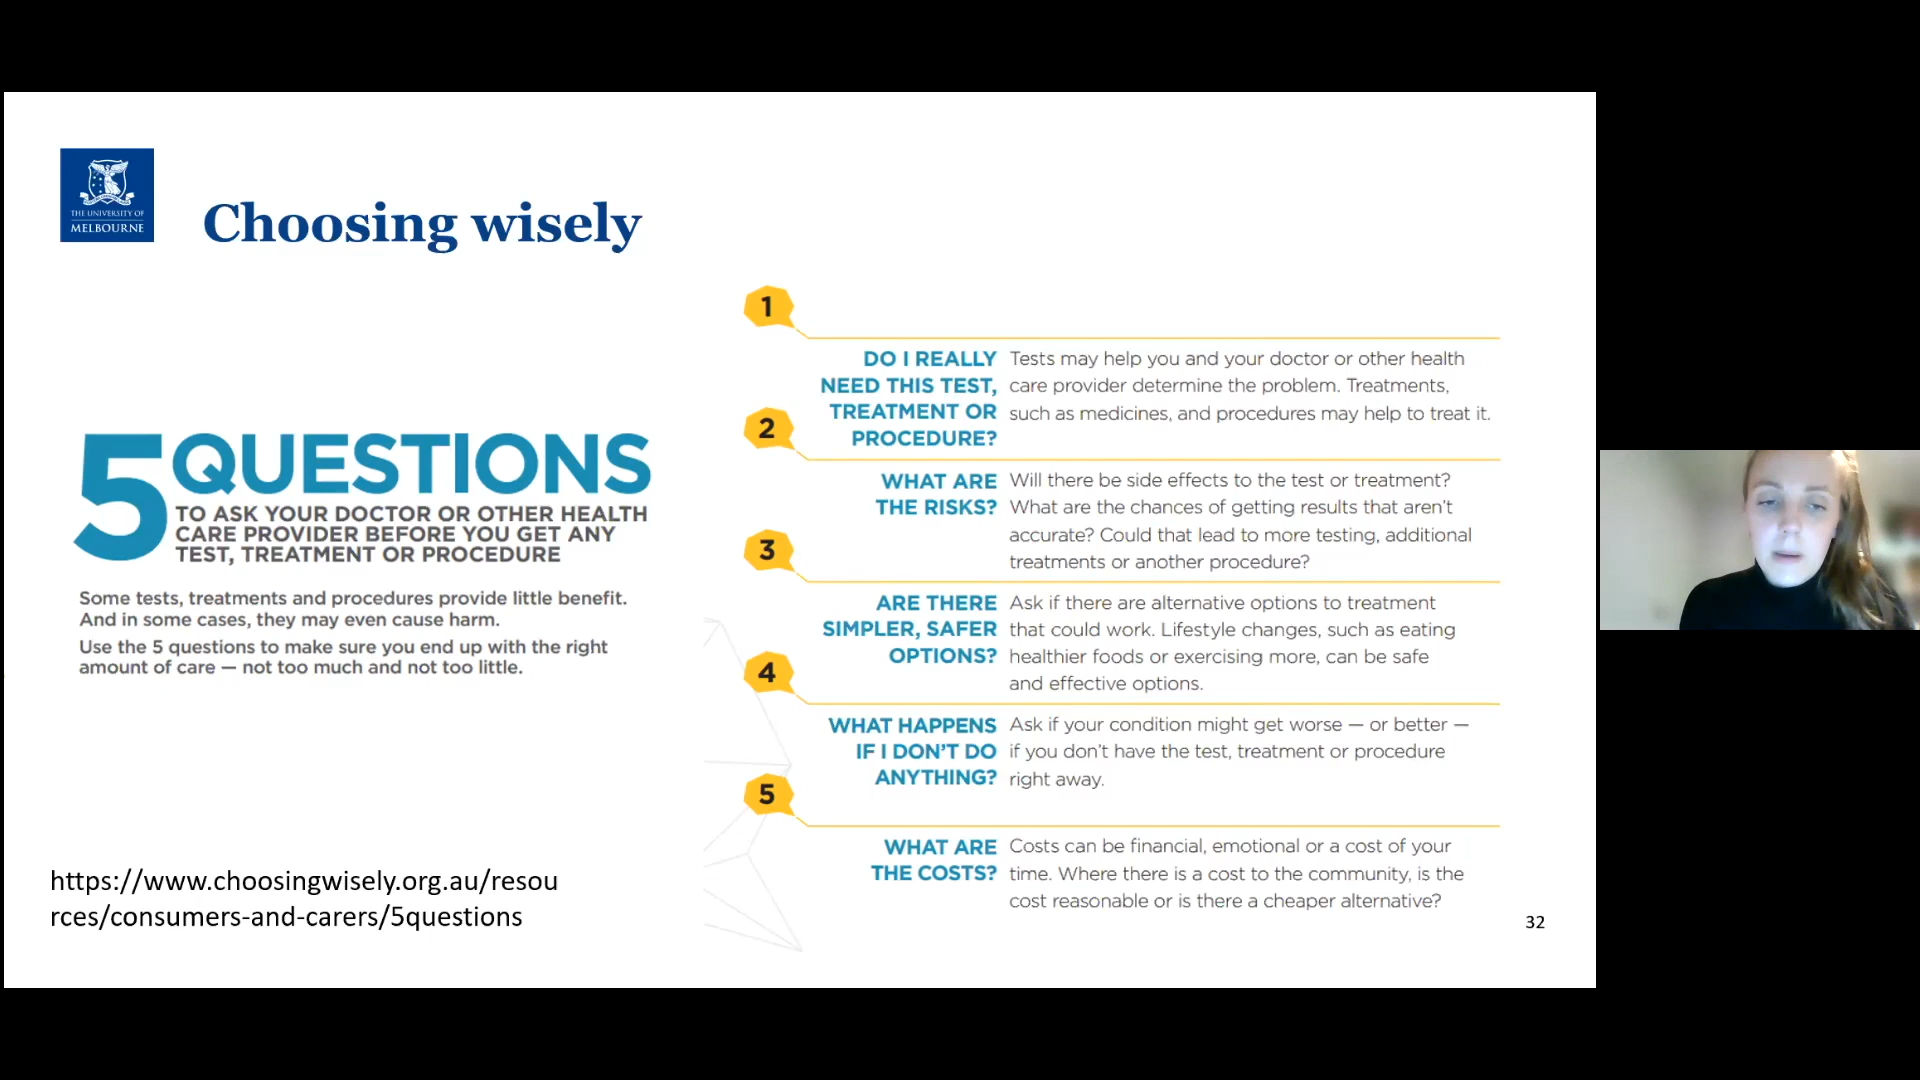 THE UNIVERSITY OF
MELBOURNE
Choosing wisely
5 QUESTIONS
TO ASK YOUR DOCTOR OR OTHER HEALTH
CARE PROVIDER BEFORE YOU GET ANY
TEST, TREATMENT OR PROCEDURE
Some tests, treatments and procedures provide little benefit.
And in some cases, they may even cause harm.
Use the 5 questions to make sure you end up with the right
amount of care — not too much and not too little.
https://www.choosingwisely.org.au/resou
rces/consumers-and-carers/5questions
1
DO I REALLY
NEED THIS TEST,
TREATMENT OR
PROCEDURE?
Tests may help you and your doctor or other health
care provider determine the problem. Treatments,
such as medicines, and procedures may help to treat it.
2
WHAT ARE
THE RISKS?
Will there be side effects to the test or treatment?
What are the chances of getting results that aren't
accurate? Could that lead to more testing, additional
treatments or another procedure?
3
ARE THERE
SIMPLER, SAFER
OPTIONS?
Ask if there are alternative options to treatment
that could work. Lifestyle changes, such as eating
healthier foods or exercising more, can be safe
and effective options.
4
WHAT HAPPENS
IF I DON'T DO
ANYTHING?
Ask if your condition might get worse — or better —
if you don't have the test, treatment or procedure
right away.
5
WHAT ARE
THE COSTS?
Costs can be financial, emotional or a cost of your
time. Where there is a cost to the community, is the
cost reasonable or is there a cheaper alternative?
32